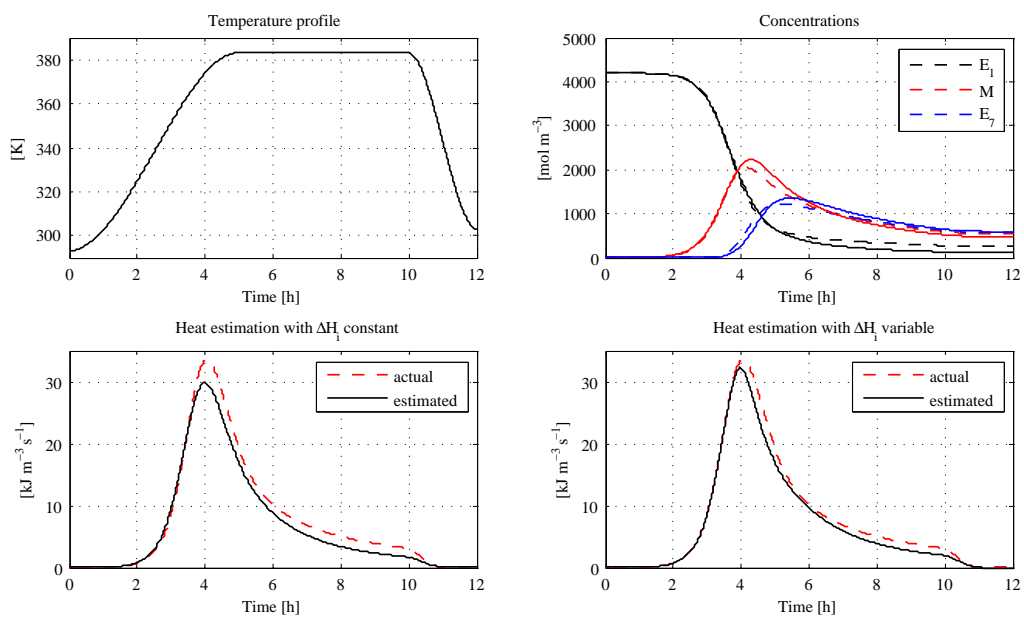 Temperature profile
380
360
340
320
300
[K]
0 2 4 6 8 10 12
Time [h]
Concentrations
5000
4000
3000
2000
1000
0
[mol m⁻³]
E₁
M
E₇
0 2 4 6 8 10 12
Time [h]
Heat estimation with ΔHᵢ constant
30
20
10
0
[kJ m⁻³ s⁻¹]
actual
estimated
0 2 4 6 8 10 12
Time [h]
Heat estimation with ΔHᵢ variable
30
20
10
0
[kJ m⁻³ s⁻¹]
actual
estimated
0 2 4 6 8 10 12
Time [h]